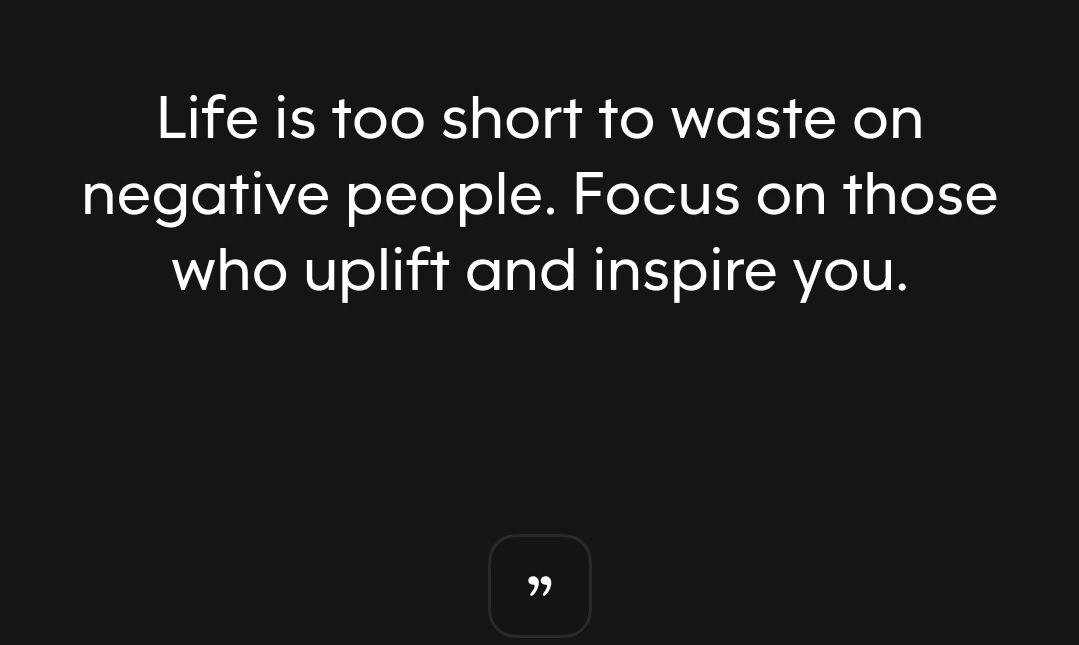 Life is too short to waste on
negative people. Focus on those
who uplift and inspire you.
”